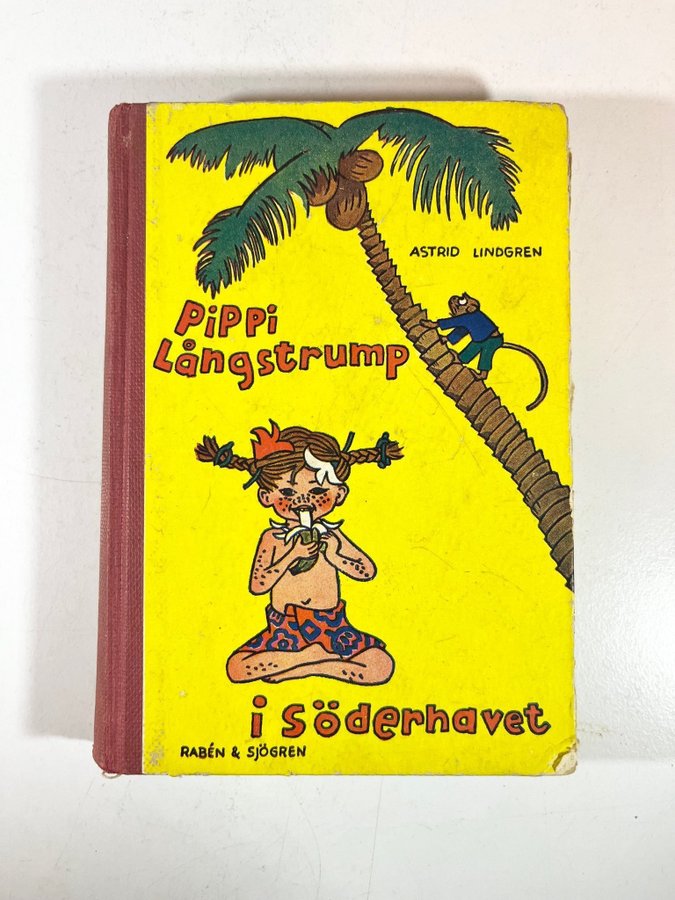 ASTRID LINDGREN
PiPPi
Långstrump
i Söderhavet
RABÉN & SJÖGREN